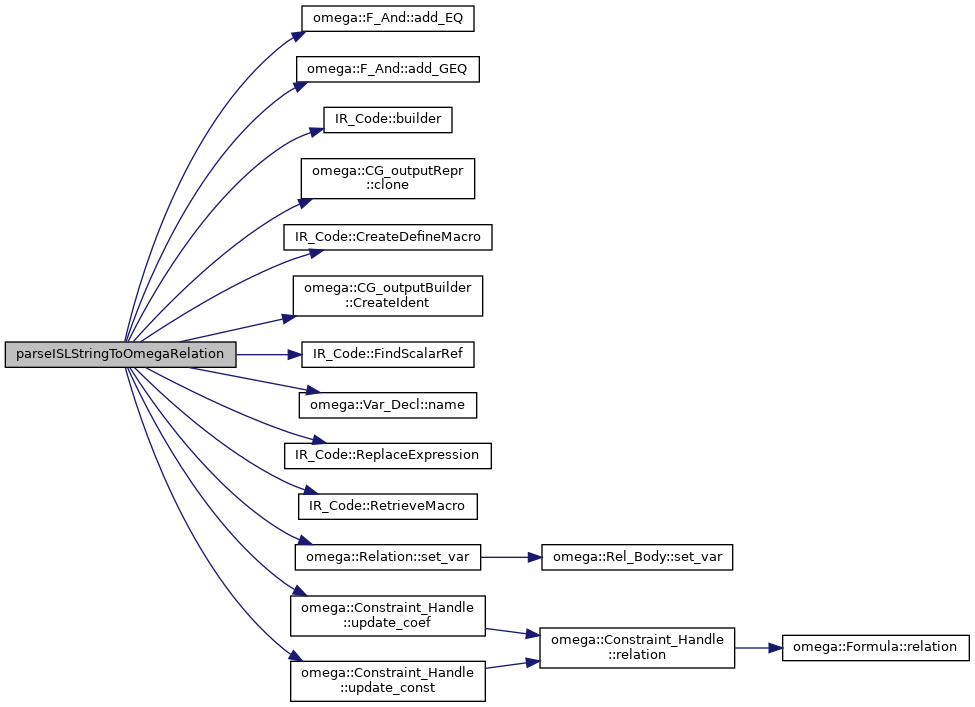 omega::F_And::add_EQ
omega::F_And::add_GEQ
IR_Code::builder
omega::CG_outputRepr
::clone
IR_Code::CreateDefineMacro
omega::CG_outputBuilder
::CreateIdent
parseISLStringToOmegaRelation
IR_Code::FindScalarRef
omega::Var_Decl::name
IR_Code::ReplaceExpression
IR_Code::RetrieveMacro
omega::Relation::set_var
omega::Rel_Body::set_var
omega::Constraint_Handle
::update_coef
omega::Constraint_Handle
::relation
omega::Formula::relation
omega::Constraint_Handle
::update_const